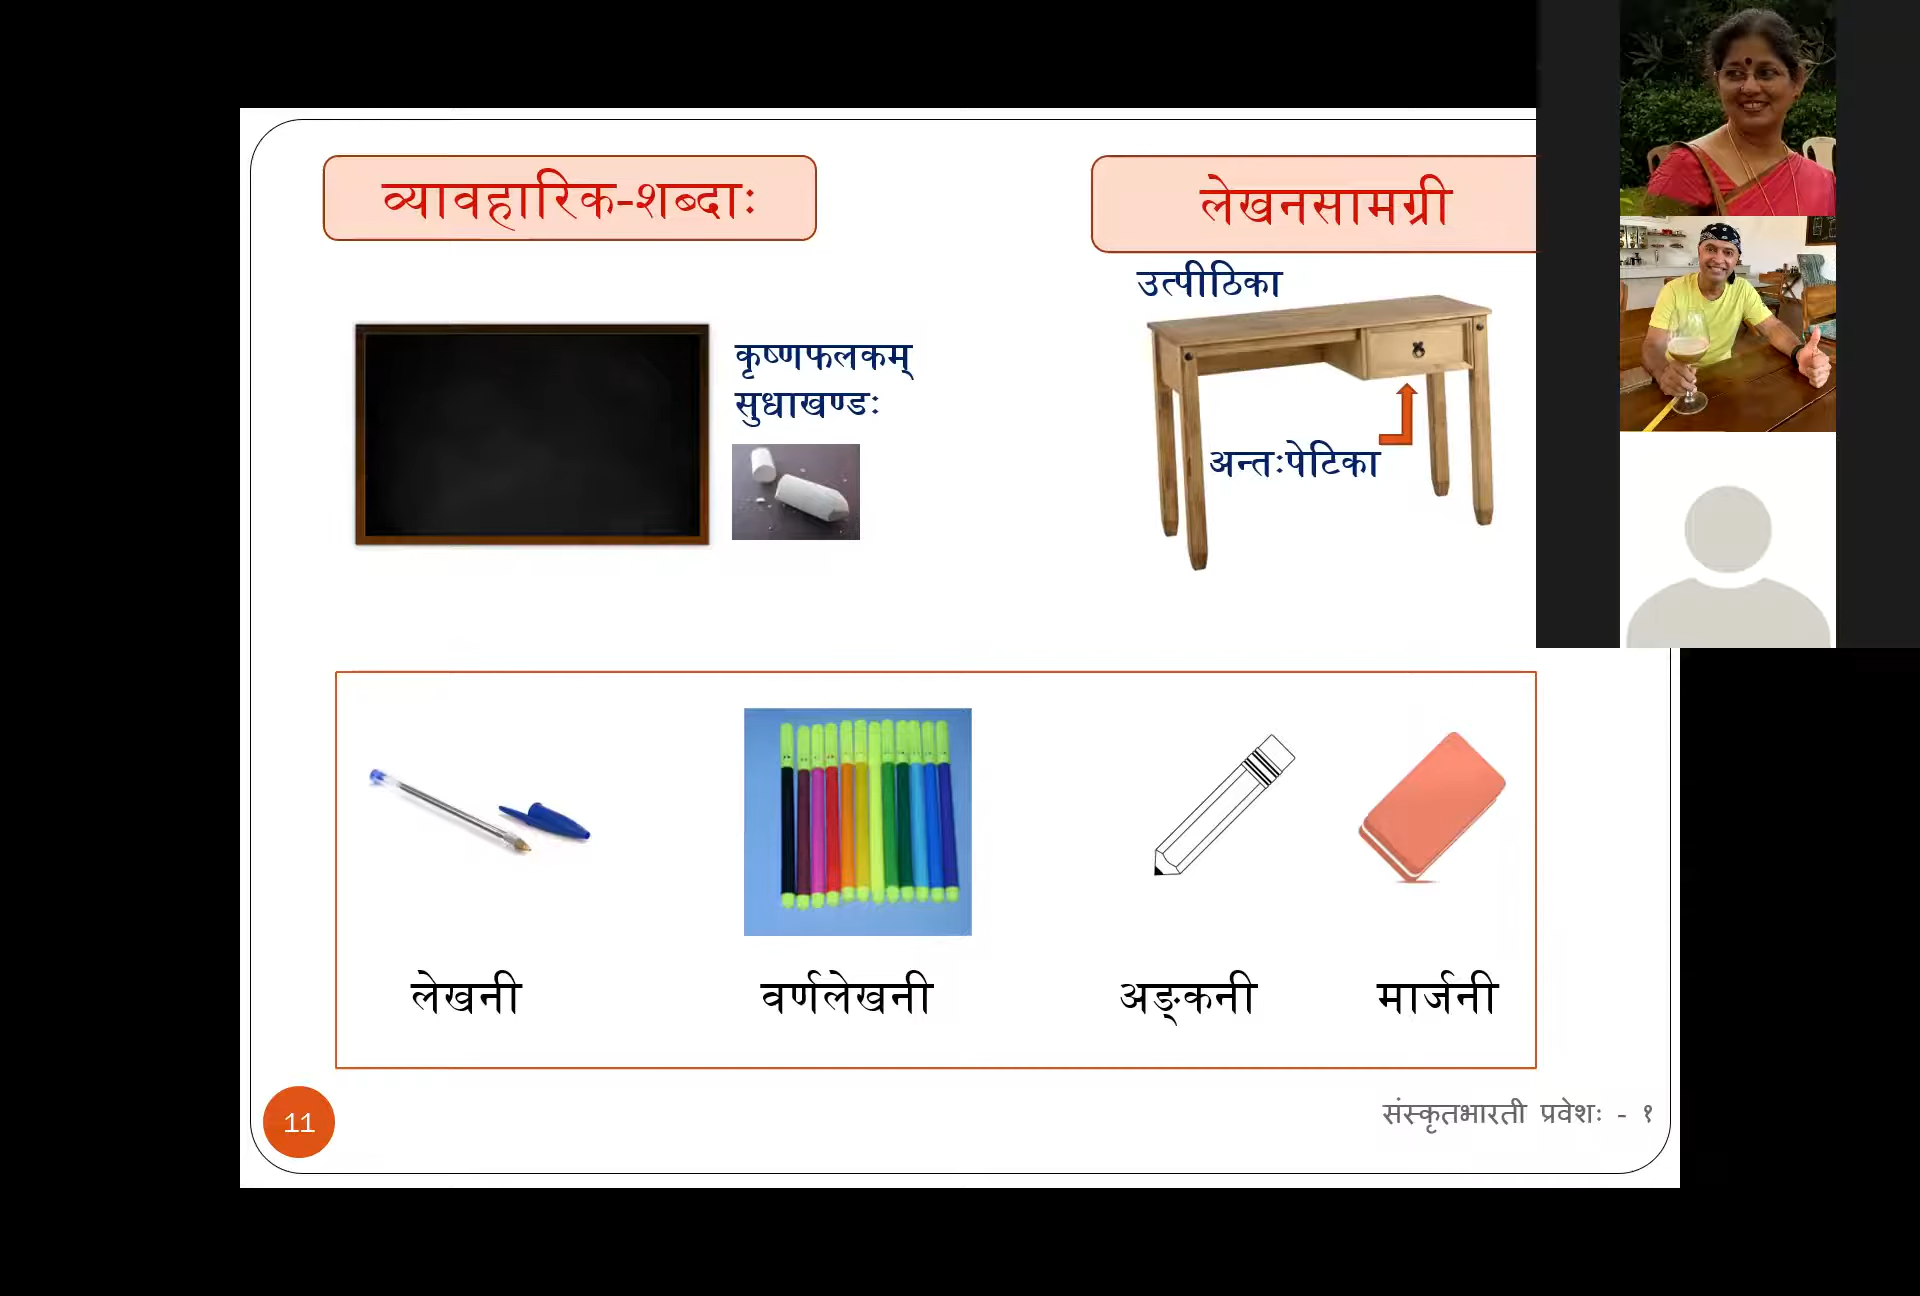 व्यावहारिक-शब्दाः
लेखनसामग्री
उत्पीठिका
कृष्णफलकम्
सुधाखण्डः
अन्तःपेटिका
लेखनी
वर्णलेखनी
अङ्कनी
मार्जनी
11
संस्कृतभारती प्रवेशः - १